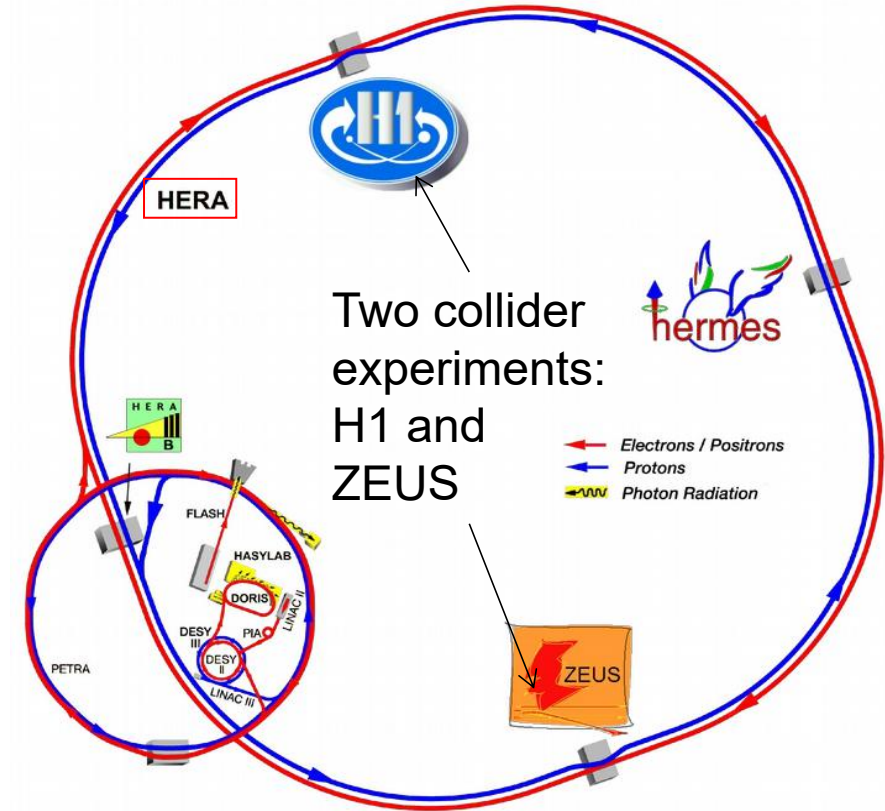 H1
HERA
Two collider
experiments:
H1 and
ZEUS
hermes
HERA
B
Electrons / Positrons
Protons
Photon Radiation
FLASH
HASYLAB
DORIS
LINAC II
DESY
III
PIA
DESY
II
PETRA
LINAC III
ZEUS